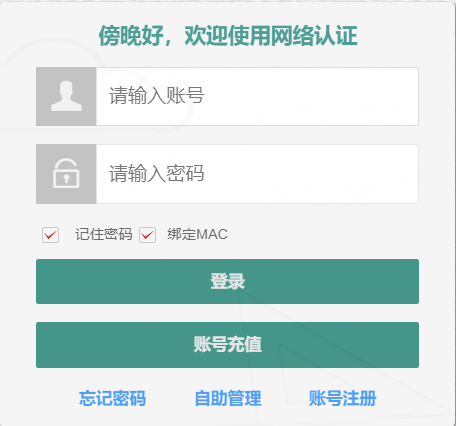 傍晚好，欢迎使用网络认证
请输入账号
请输入密码
记住密码 绑定MAC
登录
账号充值
忘记密码 自助管理 账号注册